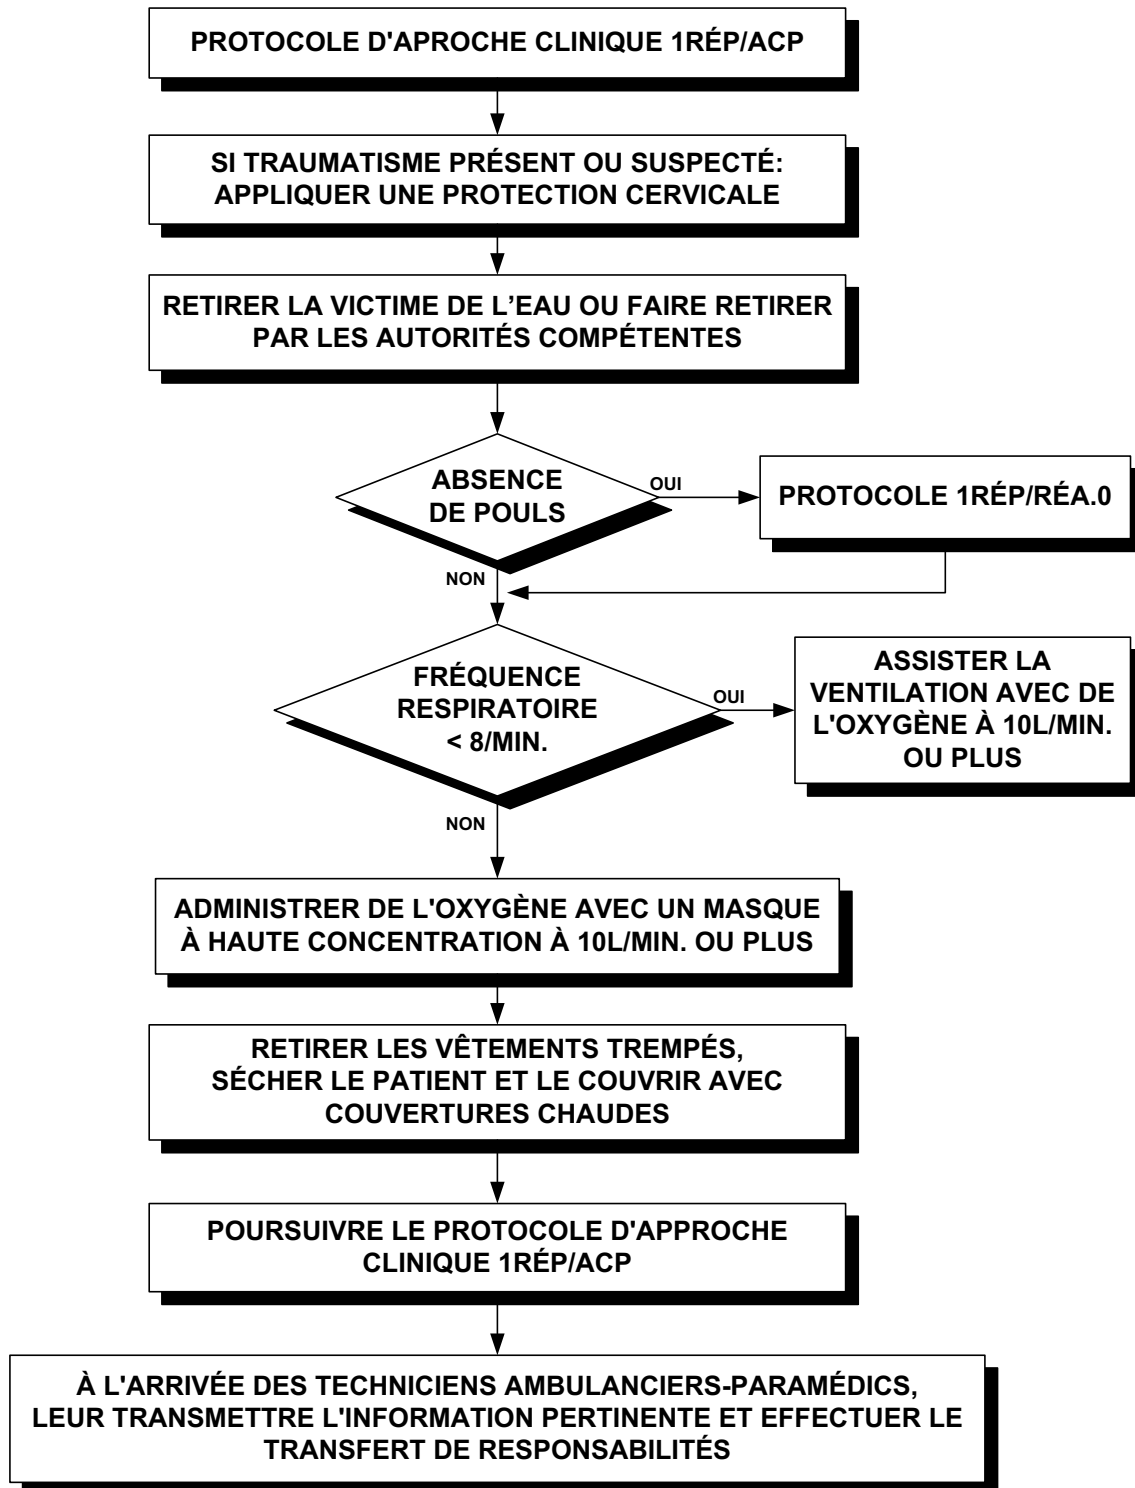 PROTOCOLE D'APROCHE CLINIQUE 1RÉP/ACP
SI TRAUMATISME PRÉSENT OU SUSPECTÉ:
APPLIQUER UNE PROTECTION CERVICALE
RETIRER LA VICTIME DE L’EAU OU FAIRE RETIRER
PAR LES AUTORITÉS COMPÉTENTES
ABSENCE
DE POULS
OUI
PROTOCOLE 1RÉP/RÉA.0
NON
FRÉQUENCE
RESPIRATOIRE
< 8/MIN.
OUI
ASSISTER LA
VENTILATION AVEC DE
L'OXYGÈNE À 10L/MIN.
OU PLUS
NON
ADMINISTRER DE L'OXYGÈNE AVEC UN MASQUE
À HAUTE CONCENTRATION À 10L/MIN. OU PLUS
RETIRER LES VÊTEMENTS TREMPÉS,
SÉCHER LE PATIENT ET LE COUVRIR AVEC
COUVERTURES CHAUDES
POURSUIVRE LE PROTOCOLE D'APPROCHE
CLINIQUE 1RÉP/ACP
À L'ARRIVÉE DES TECHNICIENS AMBULANCIERS-PARAMÉDICS,
LEUR TRANSMETTRE L'INFORMATION PERTINENTE ET EFFECTUER LE
TRANSFERT DE RESPONSABILITÉS